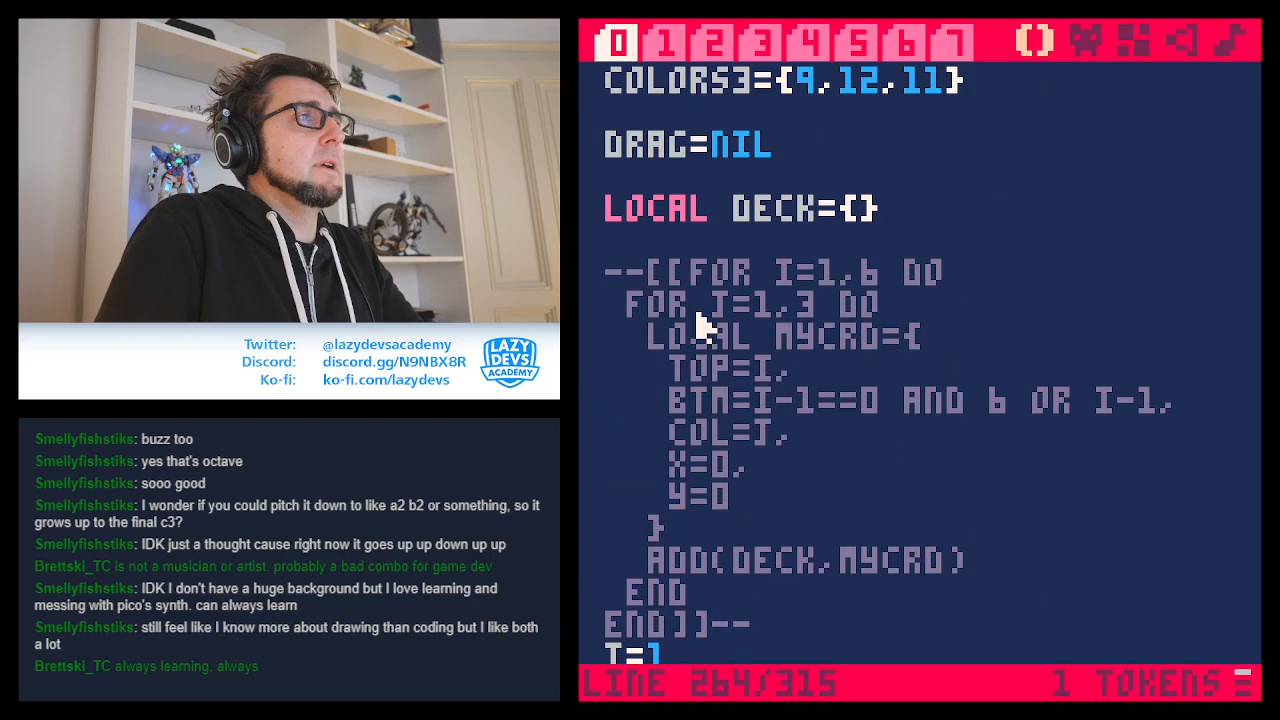 Twitter: @lazydevsacademy
Discord: discord.gg/N9NBX8R
Ko-fi: ko-fi.com/lazydevs
LAZY
DEVS
ACADEMY
Smellyfishstiks: buzz too
Smellyfishstiks: yes that's octave
Smellyfishstiks: sooo good
Smellyfishstiks: I wonder if you could pitch it down to like a2 b2 or something, so it
grows up to the final c3?
Smellyfishstiks: IDK just a thought cause right now it goes up up down up up
Brettski_TC is not a musician or artist. probably a bad combo for game dev
Smellyfishstiks: IDK I don't have a huge background but I love learning and
messing with pico's synth. can always learn
Smellyfishstiks: still feel like I know more about drawing than coding but I like both
a lot
Brettski_TC always learning, always
0 1 2 3 4 5 6 7 ()
COLORS3={9,12,11}
DRAG=NIL
LOCAL DECK={}
--[[FOR I=1,6 DO
FOR J=1,3 DO
LOCAL MYCRD={
TOP=I,
BTM=I-1==0 AND 6 OR I-1,
COL=J,
X=0,
Y=0
}
ADD(DECK,MYCRD)
END
END]]--
T=1
LINE 264/315 1 TOKENS